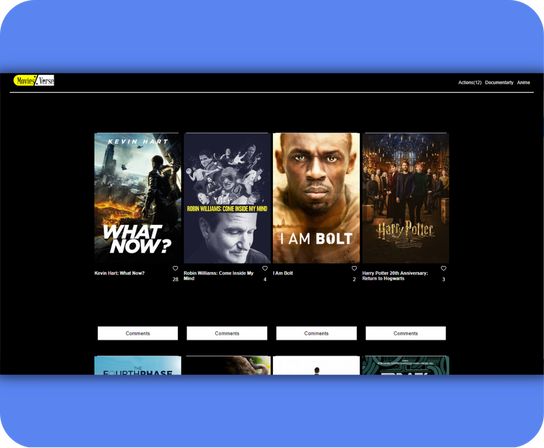 MoviesZVerse
Actions(12) Documentarly Anime
KEVIN HART
WHAT
NOW?
ROBIN WILLIAMS: COME INSIDE MY MIND
I AM BOLT
Harry Potter
Kevin Hart: What Now?
28
Robin Williams: Come Inside My
Mind
4
I Am Bolt
2
Harry Potter 20th Anniversary:
Return to Hogwarts
3
Comments
Comments
Comments
Comments
THE
FOURTHPHASE